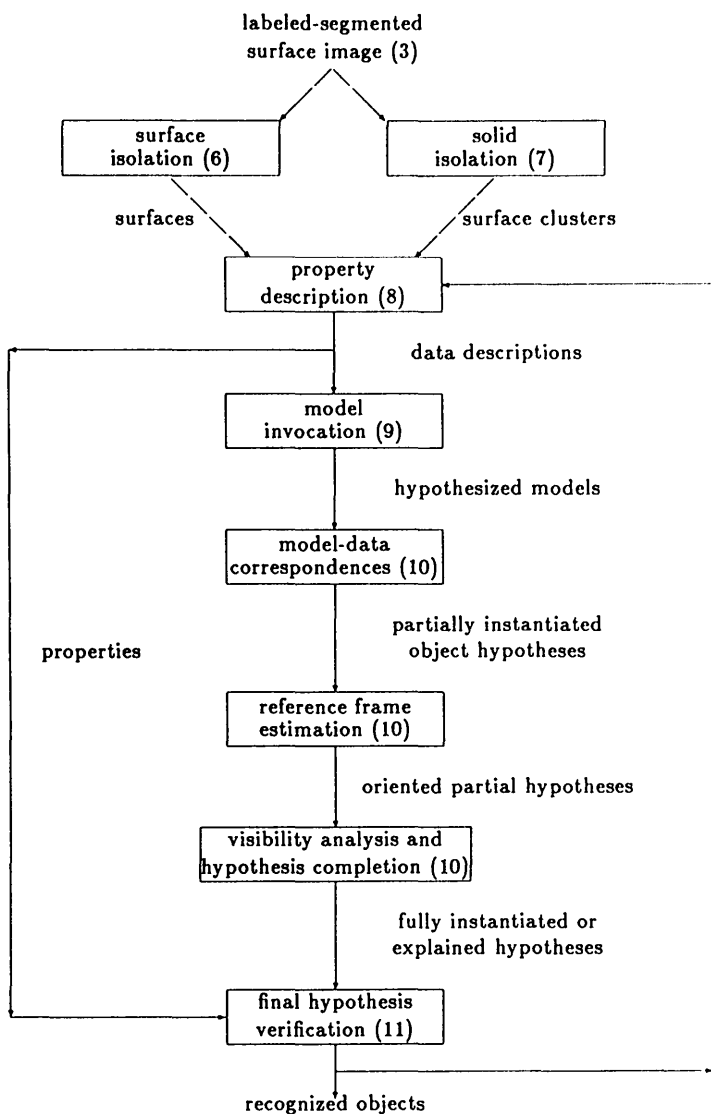 labeled-segmented
surface image (3)
surface
isolation (6)
solid
isolation (7)
surfaces
surface clusters
property
description (8)
data descriptions
model
invocation (9)
hypothesized models
model-data
correspondences (10)
partially instantiated
object hypotheses
properties
reference frame
estimation (10)
oriented partial hypotheses
visibility analysis and
hypothesis completion (10)
fully instantiated or
explained hypotheses
final hypothesis
verification (11)
recognized objects